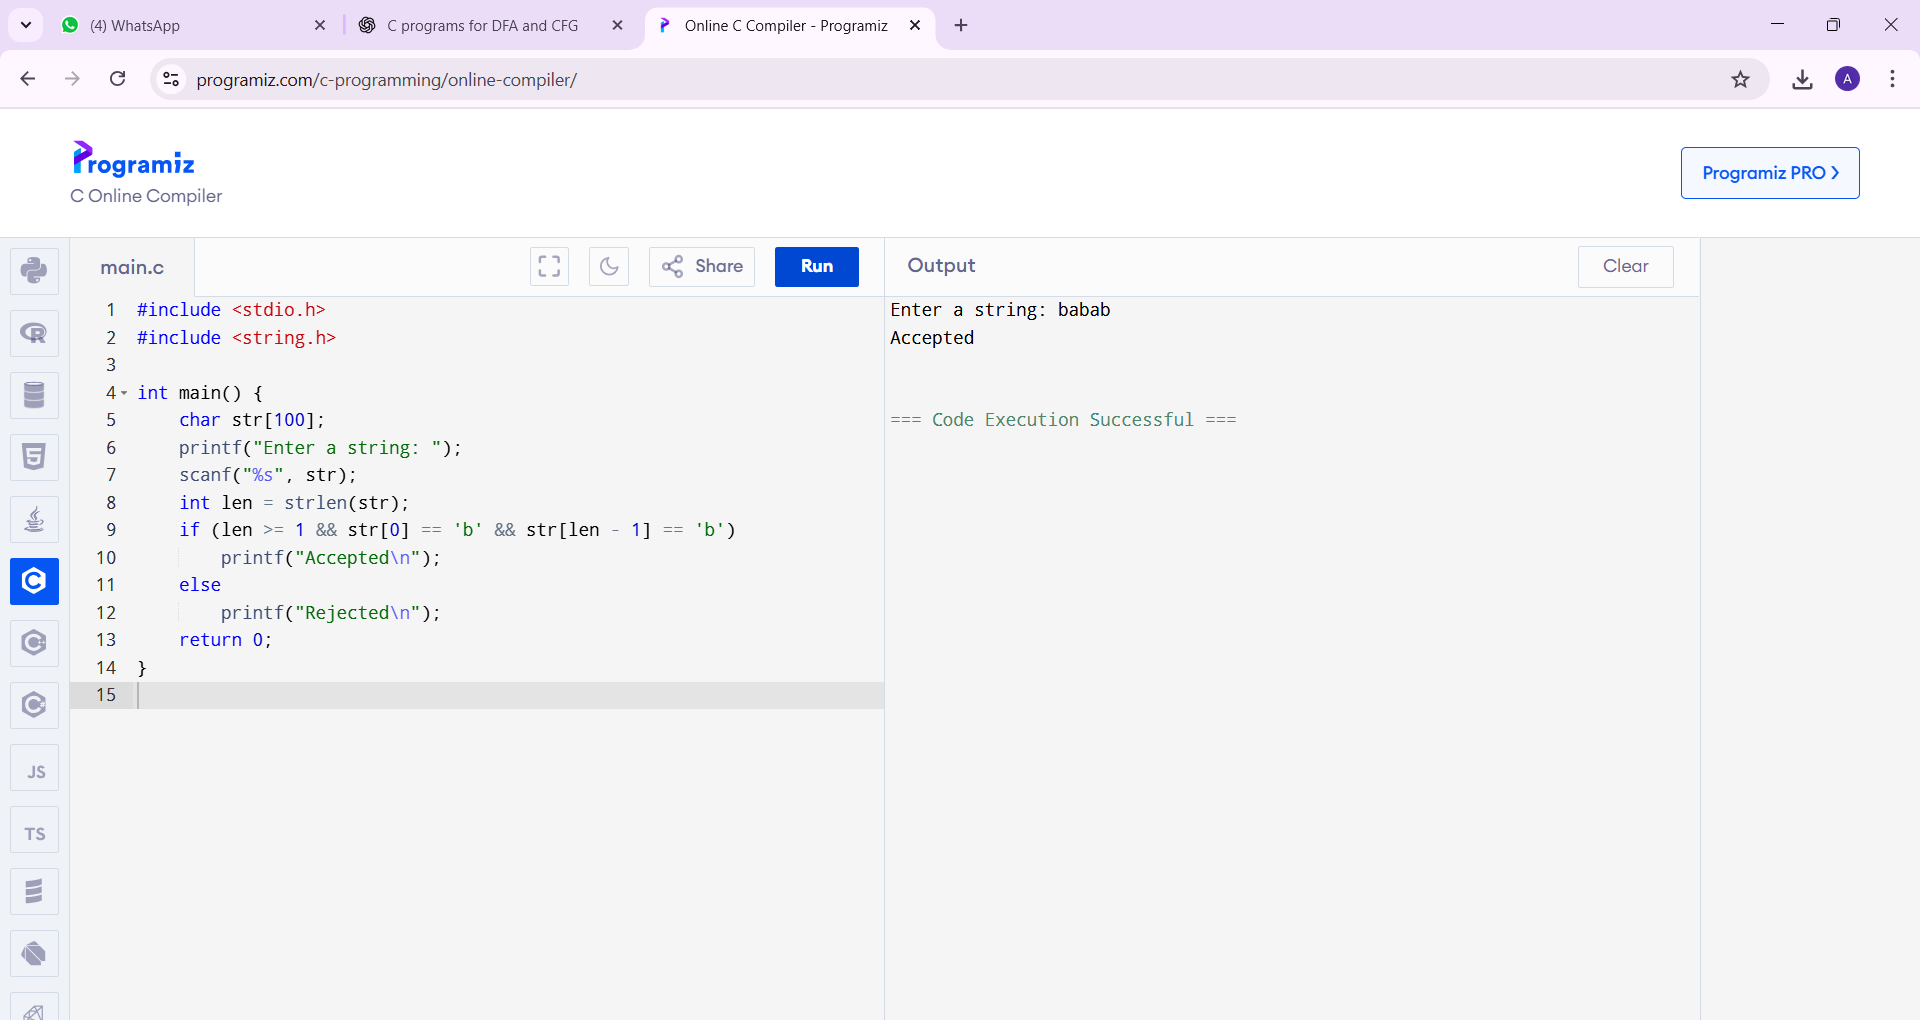 (4) WhatsApp
C programs for DFA and CFG
Online C Compiler - Programiz
programiz.com/c-programming/online-compiler/
A
Programiz
C Online Compiler
Programiz PRO
main.c
Share
Run
Output
Clear
1 #include <stdio.h>
2 #include <string.h>
3
4 int main() {
5     char str[100];
6     printf("Enter a string: ");
7     scanf("%s", str);
8     int len = strlen(str);
9     if (len >= 1 && str[0] == 'b' && str[len - 1] == 'b')
10         printf("Accepted\n");
11     else
12         printf("Rejected\n");
13     return 0;
14 }
15
Enter a string: babab
Accepted
=== Code Execution Successful ===
R
5
C
C
C
JS
TS